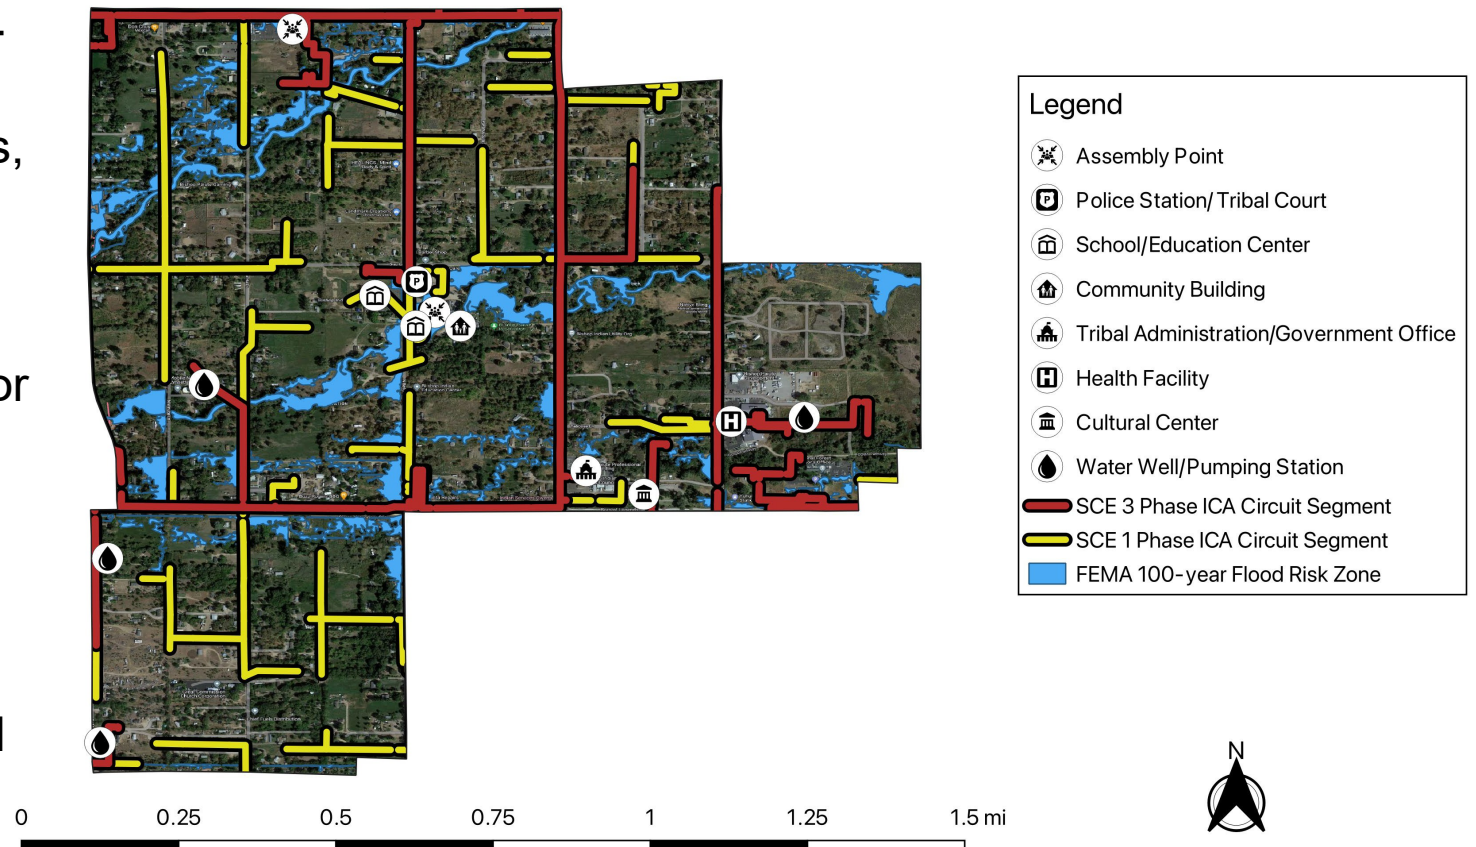 s,
or
Legend
Assembly Point
Police Station/ Tribal Court
School/Education Center
Community Building
Tribal Administration/Government Office
Health Facility
Cultural Center
Water Well/Pumping Station
SCE 3 Phase ICA Circuit Segment
SCE 1 Phase ICA Circuit Segment
FEMA 100-year Flood Risk Zone
P
H
N
0 0.25 0.5 0.75 1 1.25 1.5 mi